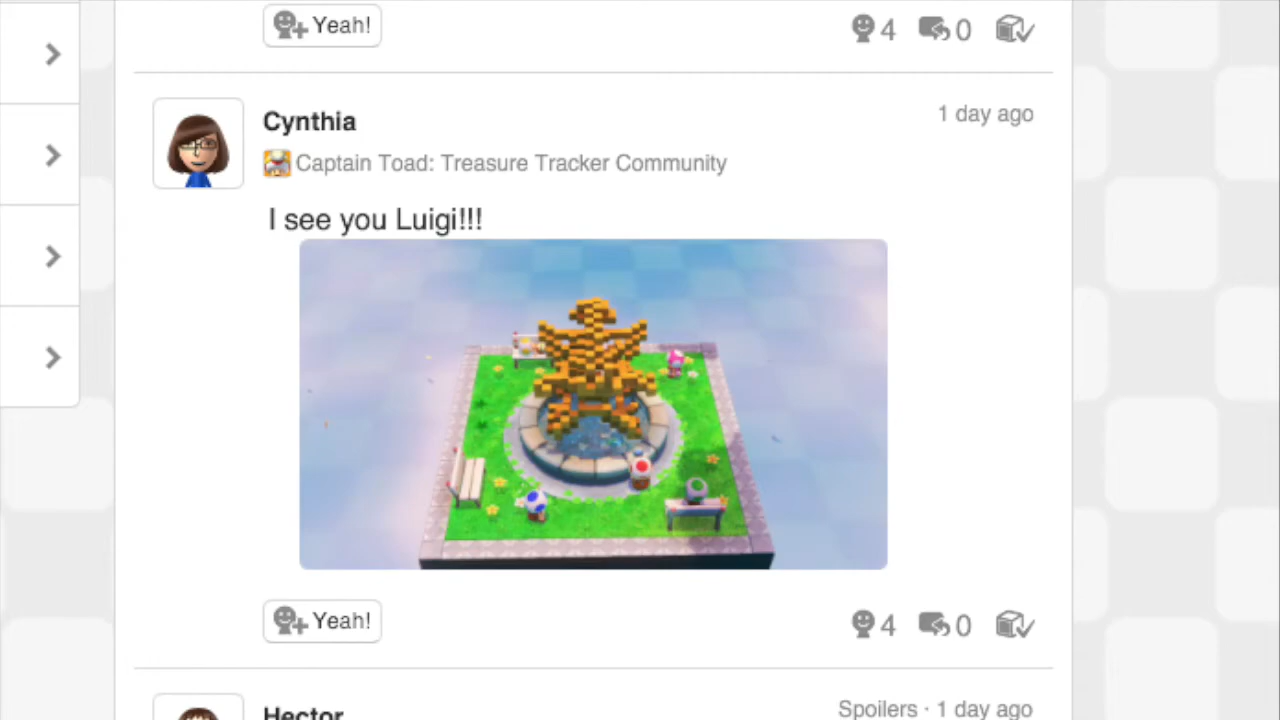 Yeah!
4
0
Cynthia
1 day ago
Captain Toad: Treasure Tracker Community
I see you Luigi!!!
Yeah!
4
0
Hector
Spoilers · 1 day ago